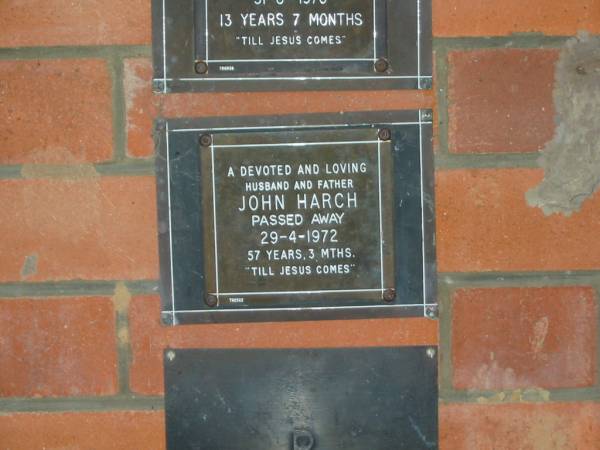 13 YEARS 7 MONTHS
"TILL JESUS COMES"
A DEVOTED AND LOVING
HUSBAND AND FATHER
JOHN HARCH
PASSED AWAY
29-4-1972
57 YEARS, 3 MTHS.
"TILL JESUS COMES"